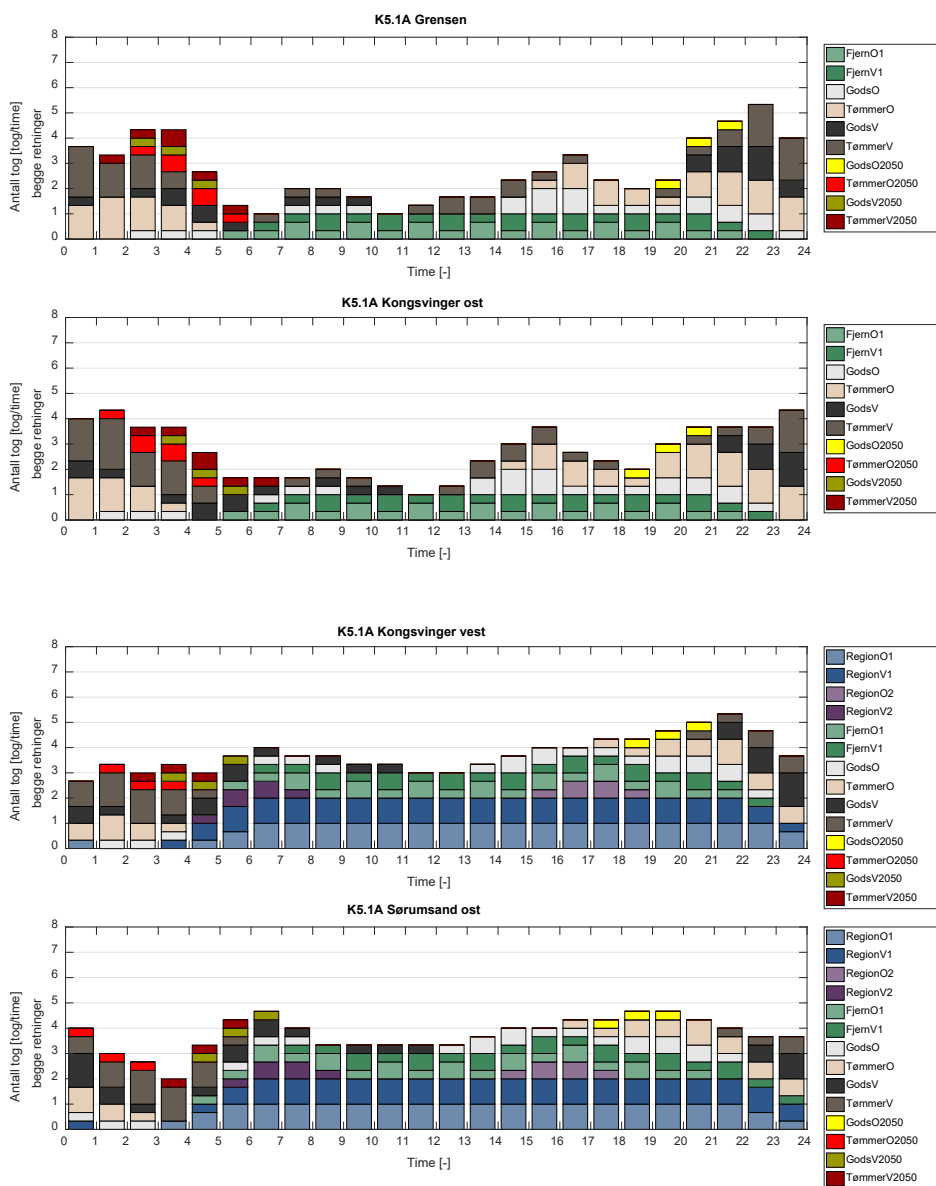 K5.1A Grensen
8
7
6
5
4
3
2
1
0
Antall tog [tog/time]
begge retninger
0 1 2 3 4 5 6 7 8 9 10 11 12 13 14 15 16 17 18 19 20 21 22 23 24
Time [-]
FjernO1
FjernV1
GodsO
TømmerO
GodsV
TømmerV
GodsO2050
TømmerO2050
GodsV2050
TømmerV2050
K5.1A Kongsvinger ost
8
7
6
5
4
3
2
1
0
Antall tog [tog/time]
begge retninger
0 1 2 3 4 5 6 7 8 9 10 11 12 13 14 15 16 17 18 19 20 21 22 23 24
Time [-]
FjernO1
FjernV1
GodsO
TømmerO
GodsV
TømmerV
GodsO2050
TømmerO2050
GodsV2050
TømmerV2050
K5.1A Kongsvinger vest
8
7
6
5
4
3
2
1
0
Antall tog [tog/time]
begge retninger
0 1 2 3 4 5 6 7 8 9 10 11 12 13 14 15 16 17 18 19 20 21 22 23 24
Time [-]
RegionO1
RegionV1
RegionO2
RegionV2
FjernO1
FjernV1
GodsO
TømmerO
GodsV
TømmerV
GodsO2050
TømmerO2050
GodsV2050
TømmerV2050
K5.1A Sørumsand ost
8
7
6
5
4
3
2
1
0
Antall tog [tog/time]
begge retninger
0 1 2 3 4 5 6 7 8 9 10 11 12 13 14 15 16 17 18 19 20 21 22 23 24
Time [-]
RegionO1
RegionV1
RegionO2
RegionV2
FjernO1
FjernV1
GodsO
TømmerO
GodsV
TømmerV
GodsO2050
TømmerO2050
GodsV2050
TømmerV2050